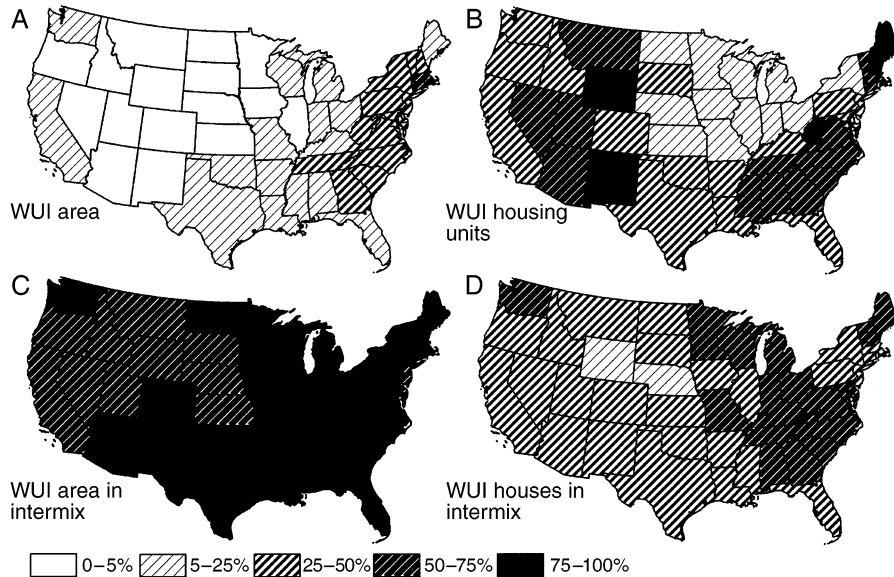 A
WUI area
B
WUI housing
units
C
WUI area in
intermix
D
WUI houses in
intermix
0–5%
5–25%
25–50%
50–75%
75–100%